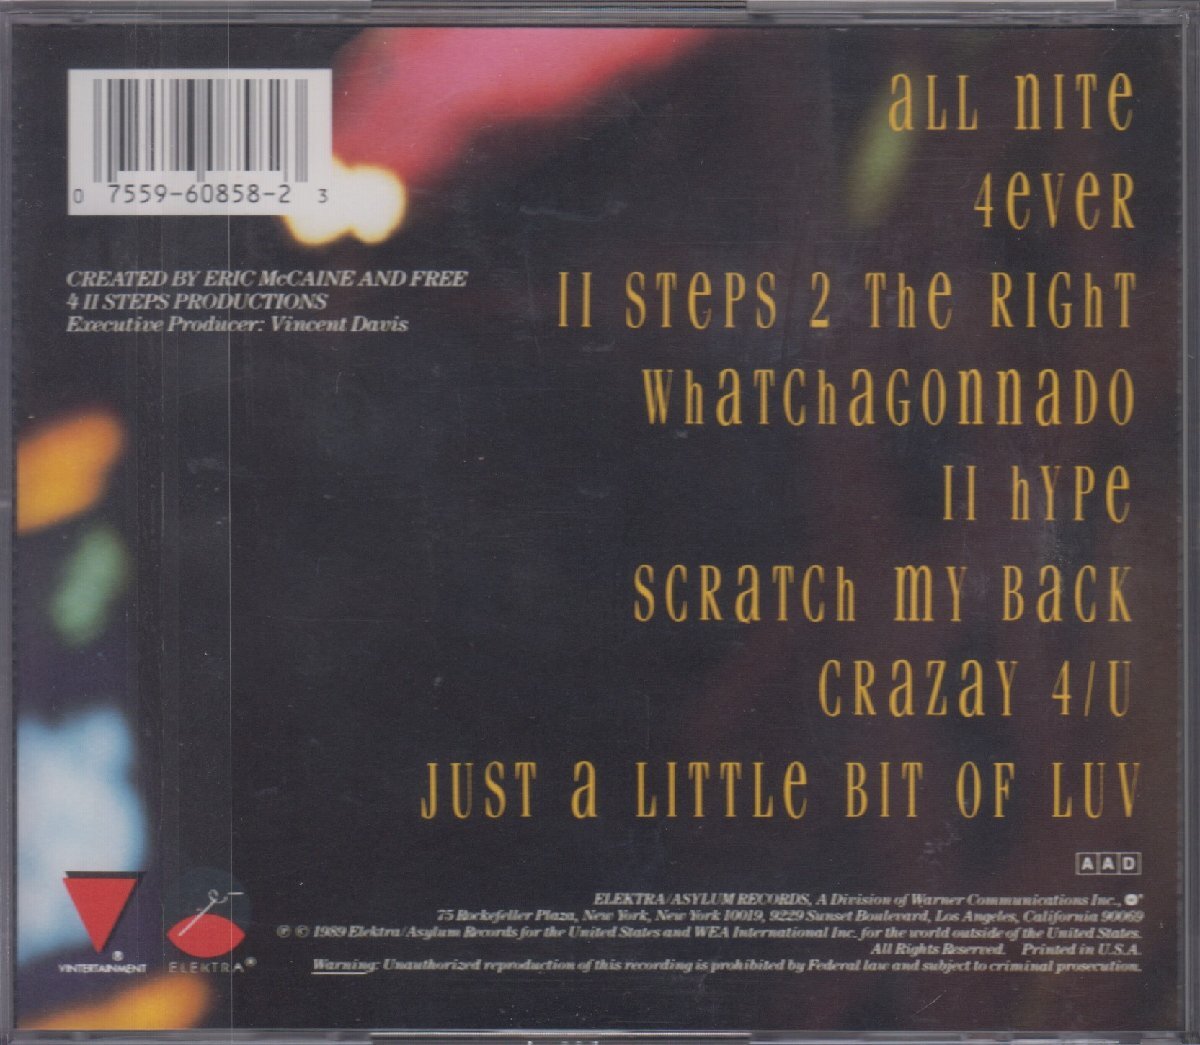 0 7559-60858-2 3
CREATED BY ERIC McCAINE AND FREE
4 II STEPS PRODUCTIONS
Executive Producer: Vincent Davis
aLL nITe
4eVeR
II STePS 2 The RIGhT
WhaTChaGOnnaDO
II hYPe
SCRaTCh mY BaCK
CRaZaY 4/U
JUST a LITTLe BIT OF LUV
AAD
ELEKTRA/ASYLUM RECORDS, A Division of Warner Communications Inc.,
75 Rockefeller Plaza, New York, New York 10019, 9229 Sunset Boulevard, Los Angeles, California 90069
℗ © 1989 Elektra/Asylum Records for the United States and WEA International Inc. for the world outside of the United States.
All Rights Reserved. Printed in U.S.A.
Warning: Unauthorized reproduction of this recording is prohibited by Federal law and subject to criminal prosecution.
VINTERTAINMENT ®
ELEKTRA®